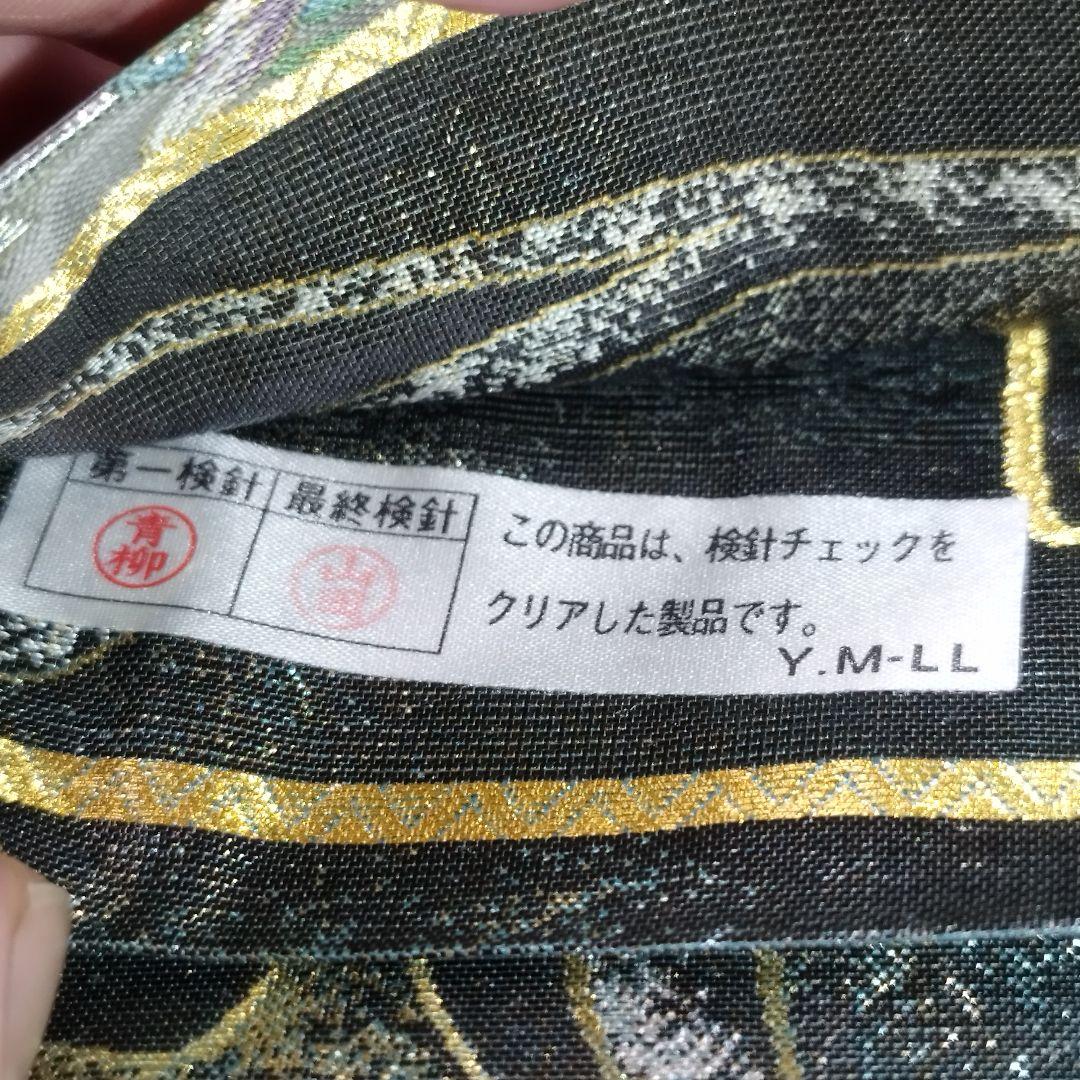 第一検針
最終検針
青
柳
山
この商品は、検針チェックを
クリアした製品です。
Y.M-LL